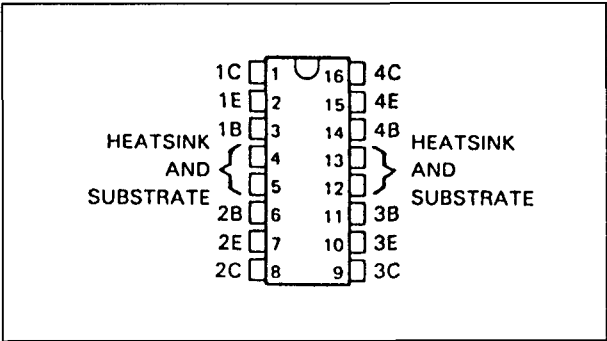 1C 1 16 4C
1E 2 15 4E
1B 3 14 4B
HEATSINK 4 13 HEATSINK
AND AND
SUBSTRATE 5 12 SUBSTRATE
2B 6 11 3B
2E 7 10 3E
2C 8 9 3C